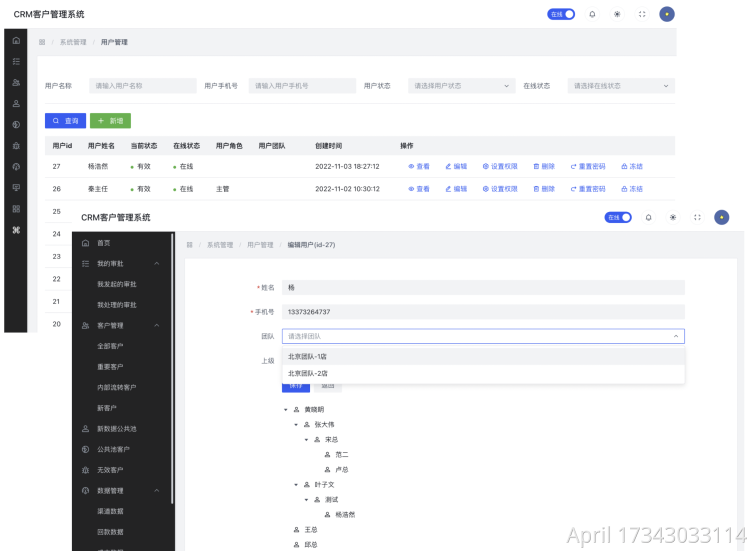 CRM客户管理系统
在线
系统管理 / 用户管理
用户名称 请输入用户名称 用户手机号 请输入用户手机号 用户状态 请选择用户状态 在线状态 请选择在线状态
查询 + 新增
用户id 用户姓名 当前状态 在线状态 用户角色 用户团队 创建时间 操作
27 杨浩然 有效 在线 2022-11-03 18:27:12 查看 编辑 设置权限 删除 重置密码 冻结
26 秦主任 有效 在线 主管 2022-11-02 10:30:12 查看 编辑 设置权限 删除 重置密码 冻结
25
24
23
22
21
20
CRM客户管理系统
在线
首页
我的审批
我发起的审批
我处理的审批
客户管理
全部客户
重要客户
内部流转客户
新客户
新数据公共池
公共池客户
无效客户
数据管理
渠道数据
回款数据
系统管理 / 用户管理 / 编辑用户(id-27)
* 姓名 杨
* 手机号 13373264737
团队 请选择团队
上级 北京团队-1店
北京团队-2店
黄晓明
张大伟
宋总
范二
卢总
叶子文
测试
杨浩然
王总
邱总
April 17343033114